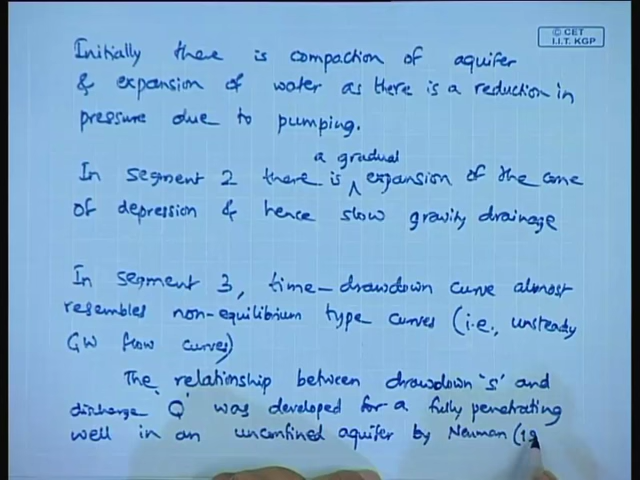 © CET
I.I.T. KGP
Initially there is compaction of aquifer
& expansion of water as there is a reduction in
pressure due to pumping.
In segment 2 there is a gradual expansion of the cone
of depression & hence slow gravity drainage
In segment 3, time-drawdown curve almost
resembles non-equilibrium type curves (i.e., unsteady
GW flow curves)
The relationship between drawdown 's' and
discharge 'Q' was developed for a fully penetrating
well in an unconfined aquifer by Neuman (19